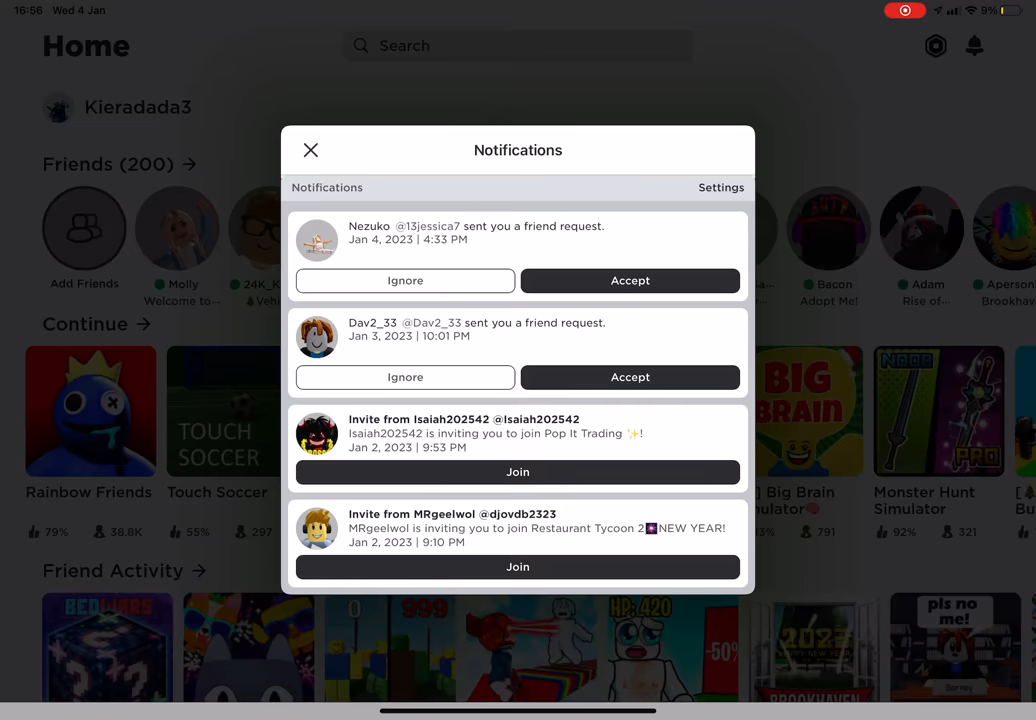 16:56 Wed 4 Jan
9%
Home
Search
Kieradada3
Friends (200) →
Add Friends
Molly
Welcome to...
24K_K
Vehi
Bacon
Adopt Me!
Adam
Rise of...
Aperson
Brookhav
Continue →
TOUCH
SOCCER
BIG
BRAIN
NOOB
PRO
Rainbow Friends
Touch Soccer
] Big Brain
Monster Hunt
Simulator
79%
38.8K
55%
297
791
92%
321
Friend Activity →
BEDWARS
0
999
HP:420
-50%
2023
BROOKHAVEN
pls no
me!
Barney
Notifications
Notifications
Settings
Nezuko @13jessica7 sent you a friend request.
Jan 4, 2023 | 4:33 PM
Ignore
Accept
Dav2_33 @Dav2_33 sent you a friend request.
Jan 3, 2023 | 10:01 PM
Ignore
Accept
Invite from Isaiah202542 @Isaiah202542
Isaiah202542 is inviting you to join Pop It Trading ✨!
Jan 2, 2023 | 9:53 PM
Join
Invite from MRgeelwol @djovdb2323
MRgeelwol is inviting you to join Restaurant Tycoon 2🎆NEW YEAR!
Jan 2, 2023 | 9:10 PM
Join